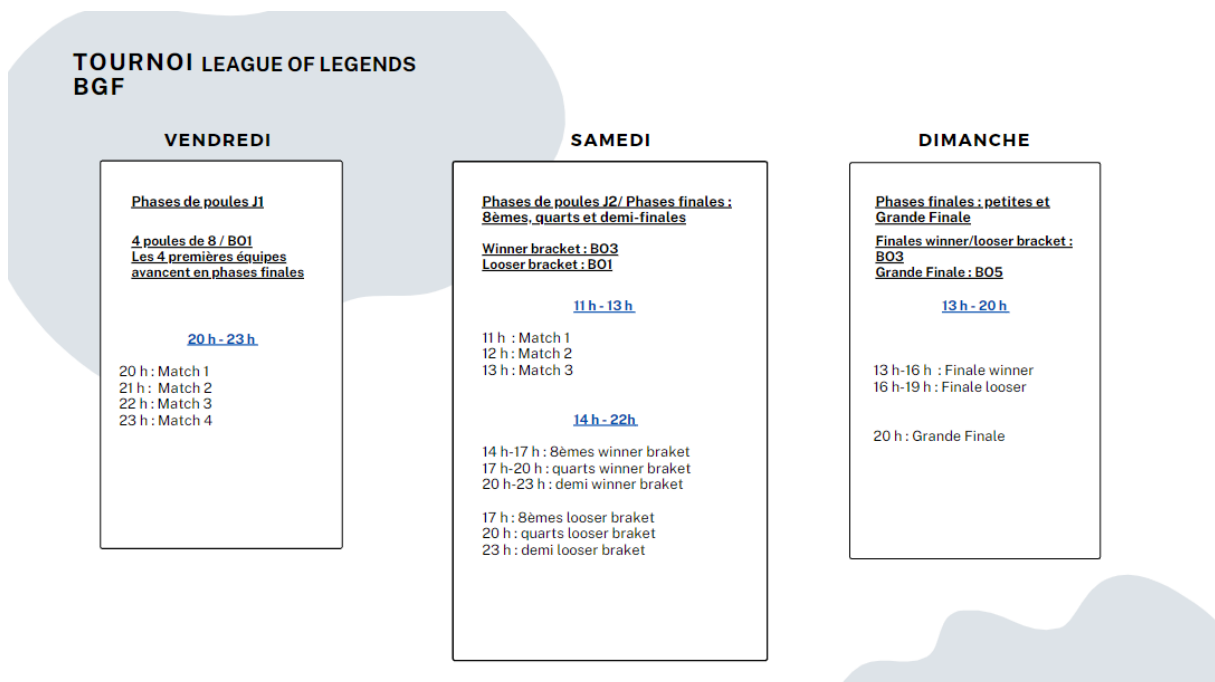 TOURNOI LEAGUE OF LEGENDS
BGF
VENDREDI
Phases de poules J1
4 poules de 8 / BO1
Les 4 premières équipes
avancent en phases finales
20 h - 23 h
20 h : Match 1
21 h : Match 2
22 h : Match 3
23 h : Match 4
SAMEDI
Phases de poules J2/ Phases finales :
8èmes, quarts et demi-finales
Winner bracket : BO3
Looser bracket : BO1
11 h - 13 h
11 h : Match 1
12 h : Match 2
13 h : Match 3
14 h - 22h
14 h-17 h : 8èmes winner braket
17 h-20 h : quarts winner braket
20 h-23 h : demi winner braket
17 h : 8èmes looser braket
20 h : quarts looser braket
23 h : demi looser braket
DIMANCHE
Phases finales : petites et
Grande Finale
Finales winner/looser bracket :
BO3
Grande Finale : BO5
13 h - 20 h
13 h-16 h : Finale winner
16 h-19 h : Finale looser
20 h : Grande Finale